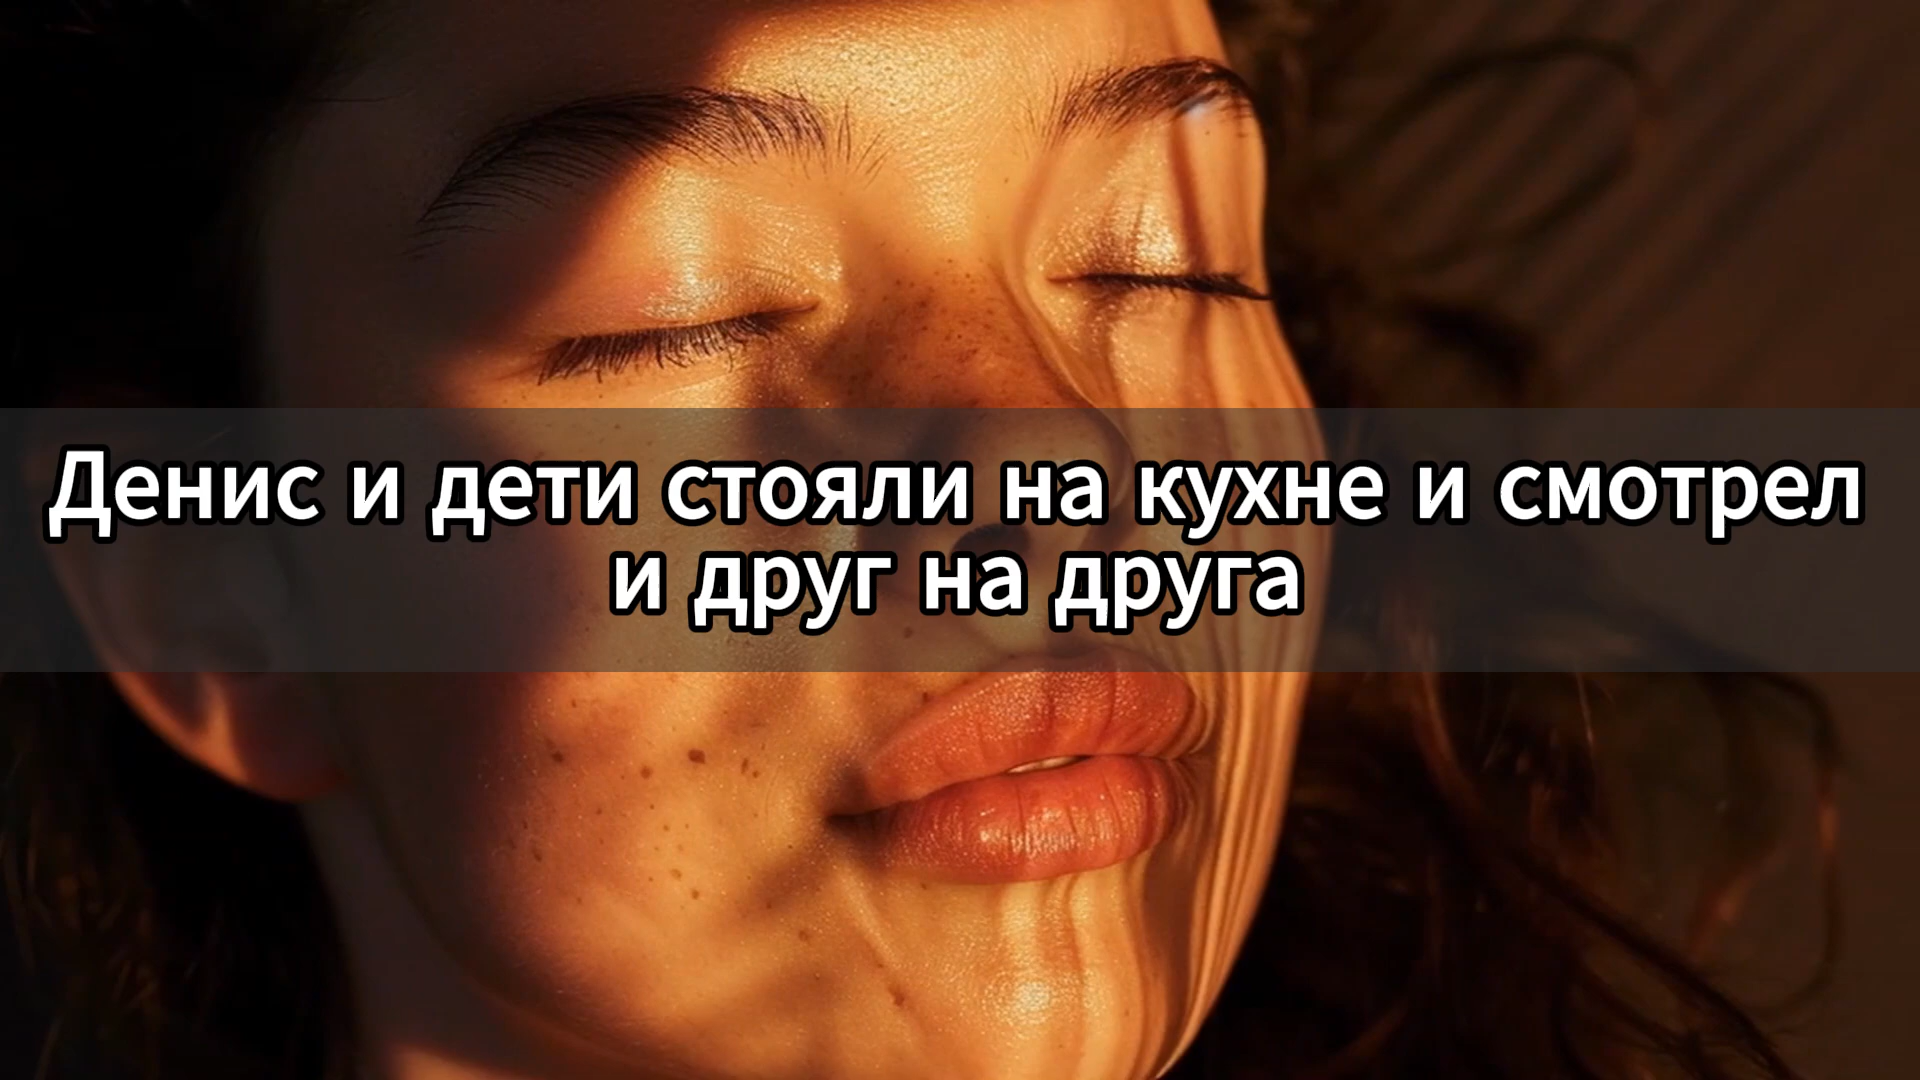 Денис и дети стояли на кухне и смотрел
и друг на друга